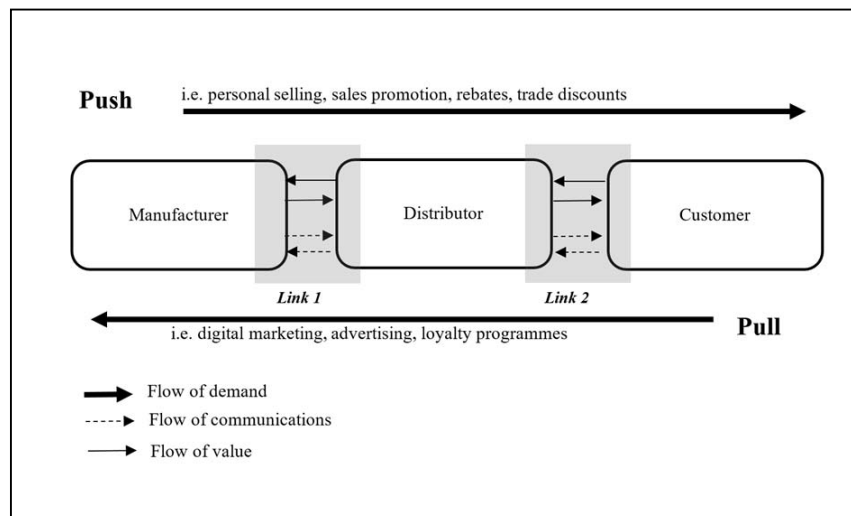 Push
i.e. personal selling, sales promotion, rebates, trade discounts
Manufacturer
Distributor
Customer
Link 1
Link 2
i.e. digital marketing, advertising, loyalty programmes
Pull
Flow of demand
Flow of communications
Flow of value